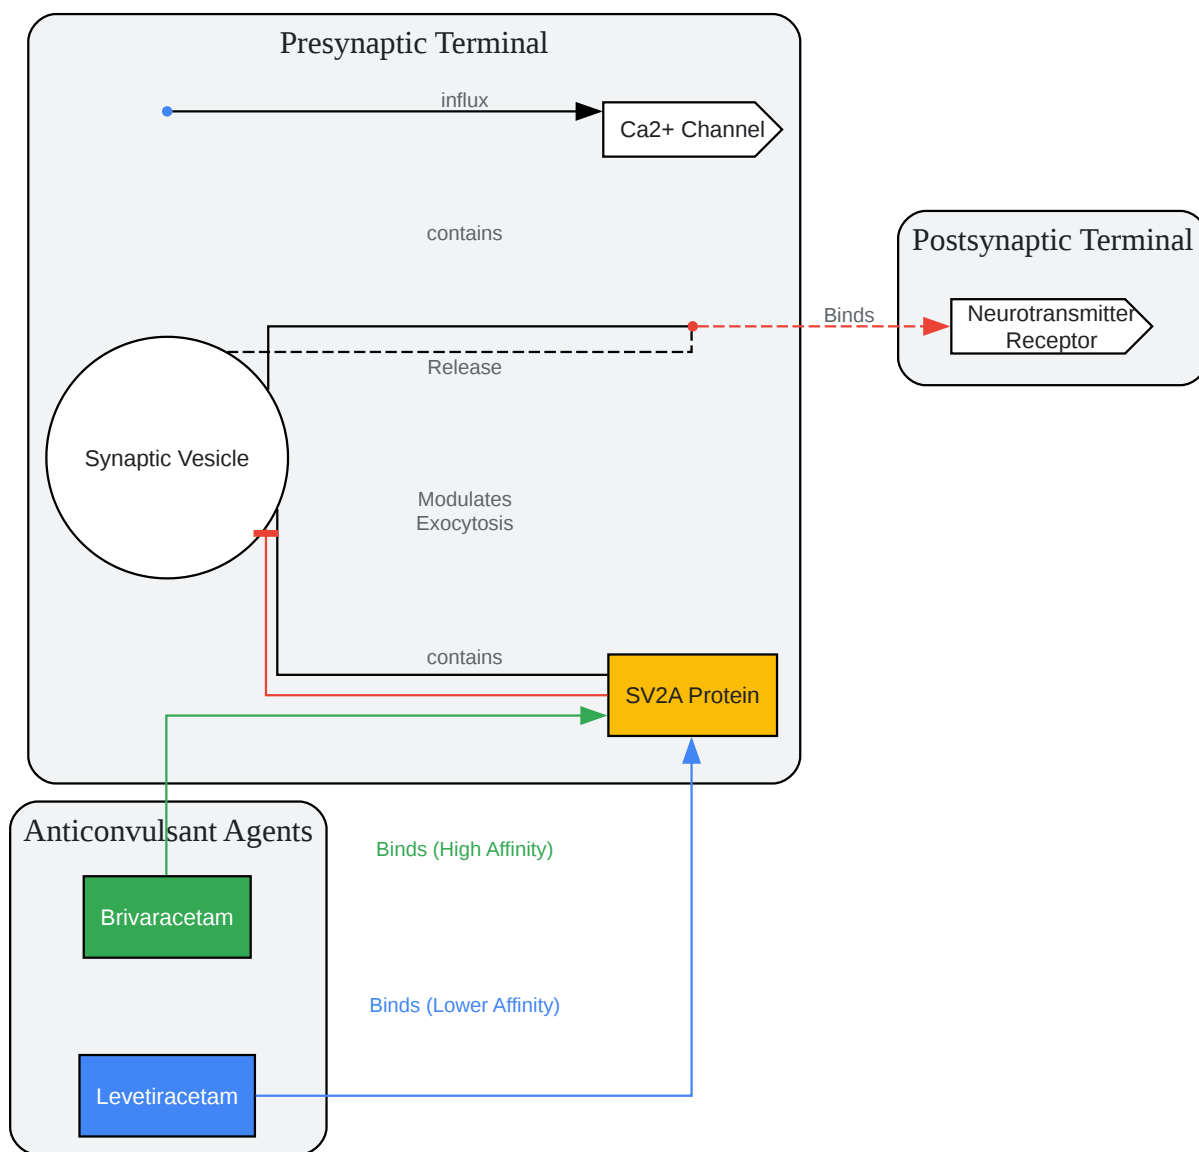 Presynaptic Terminal
influx
Ca2+ Channel
contains
Postsynaptic Terminal
Binds
Neurotransmitter
Receptor
Release
Synaptic Vesicle
Modulates
Exocytosis
contains
SV2A Protein
Anticonvulsant Agents
Binds (High Affinity)
Brivaracetam
Binds (Lower Affinity)
Levetiracetam